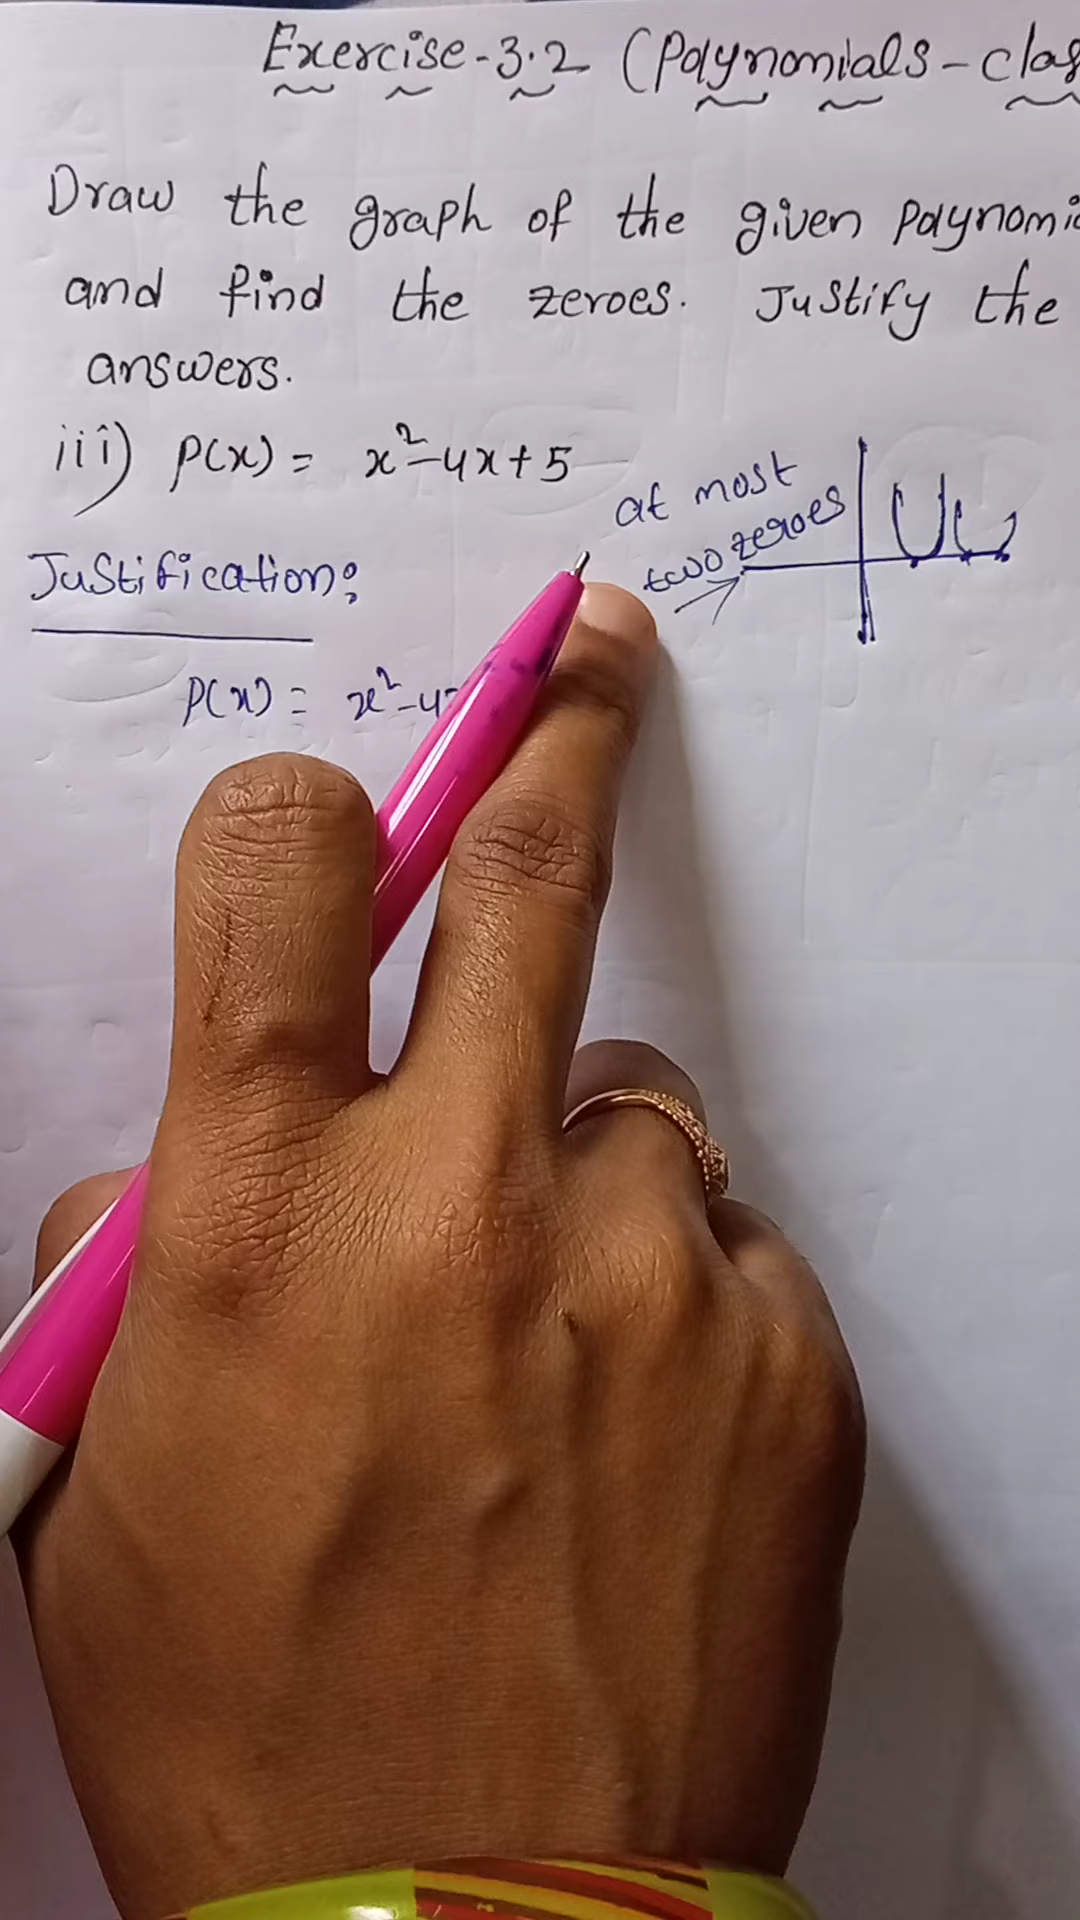 Exercise-3.2 (Polynomials-clas
Draw the graph of the given Polynomi
and find the zeroes. Justify the
answers.
iii) P(x) = x²-4x+5
at most
two zeroes
Justification:
P(x) = x²-4